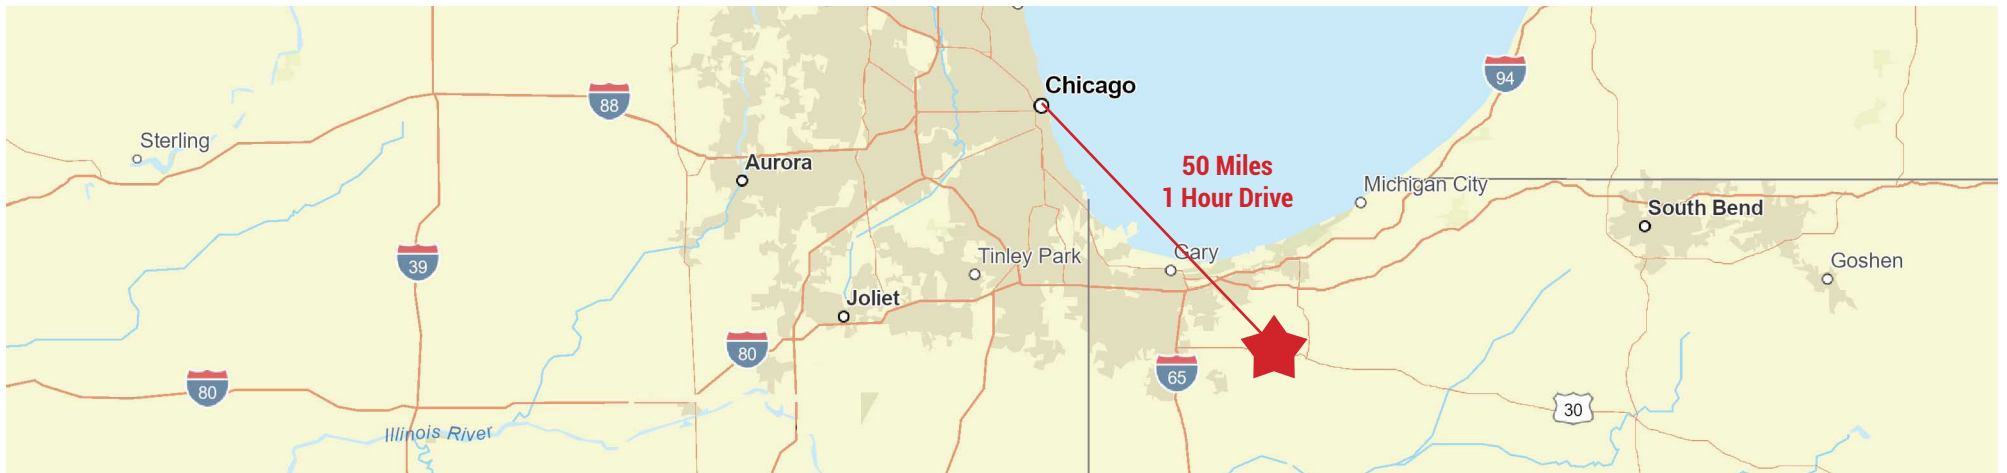 Chicago
94
88
Sterling
Aurora
50 Miles
1 Hour Drive
Michigan City
South Bend
39
Tinley Park
Gary
Goshen
Joliet
80
65
80
30
Illinois River